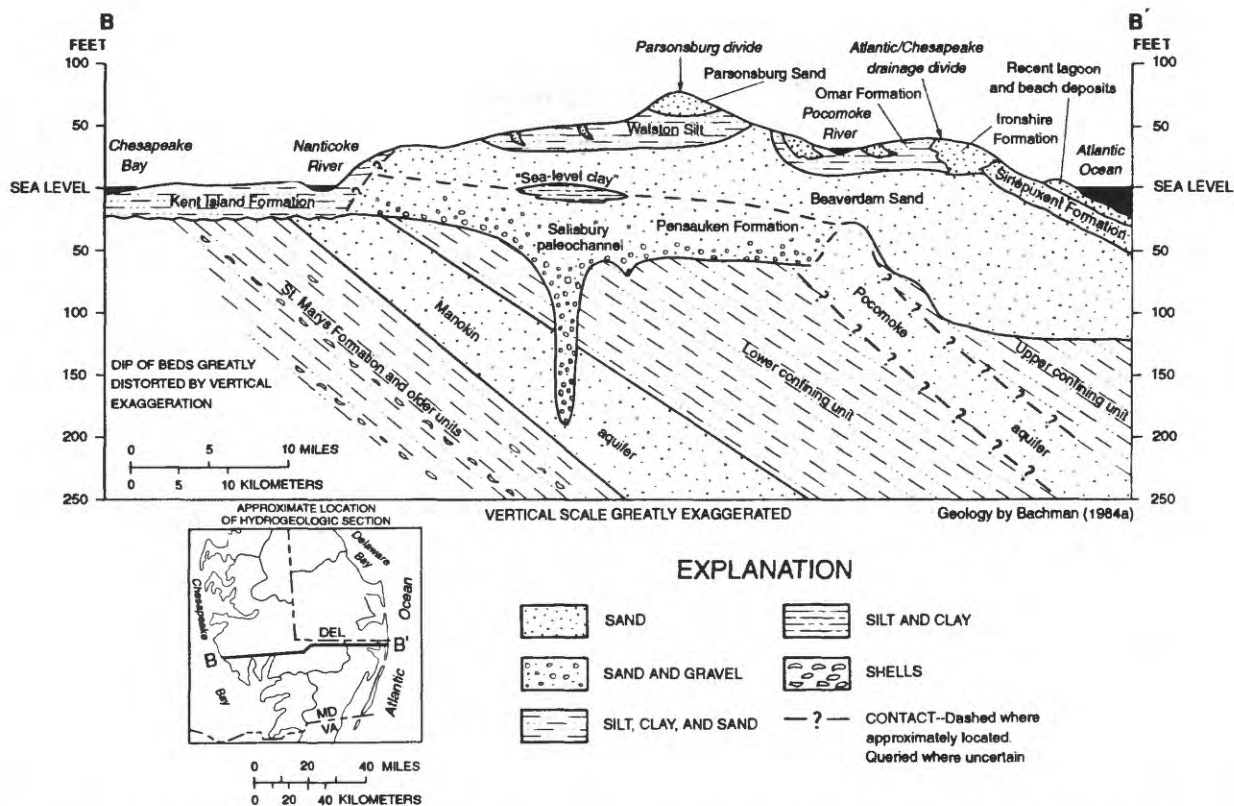 B
B´
FEET
FEET
100
50
SEA LEVEL
50
100
150
200
250
100
50
SEA LEVEL
50
100
150
200
250
Parsonsburg divide
Parsonsburg Sand
Atlantic/Chesapeake
drainage divide
Recent lagoon
and beach deposits
Omar Formation
Pocomoke
River
Ironshire
Formation
Walston Silt
Chesapeake
Bay
Nanticoke
River
Atlantic
Ocean
"Sea-level clay"
Kent Island Formation
Beaverdam Sand
Sinepuxent Formation
Salisbury
paleochannel
Pensauken Formation
St. Marys Formation and older units
Manokin
aquifer
Lower confining unit
Pocomoke
aquifer
Upper confining unit
? ? ? ? ? ? ? ? ? ? ?
DIP OF BEDS GREATLY
DISTORTED BY VERTICAL
EXAGGERATION
0 5 10 MILES
0 5 10 KILOMETERS
VERTICAL SCALE GREATLY EXAGGERATED
Geology by Bachman (1984a)
APPROXIMATE LOCATION
OF HYDROGEOLOGIC SECTION
Delaware
Bay
Chesapeake
Bay
Ocean
Atlantic
DEL
B
B'
MD
VA
0 20 40 MILES
0 20 40 KILOMETERS
EXPLANATION
SAND
SAND AND GRAVEL
SILT, CLAY, AND SAND
SILT AND CLAY
SHELLS
— ? — CONTACT--Dashed where
approximately located.
Queried where uncertain